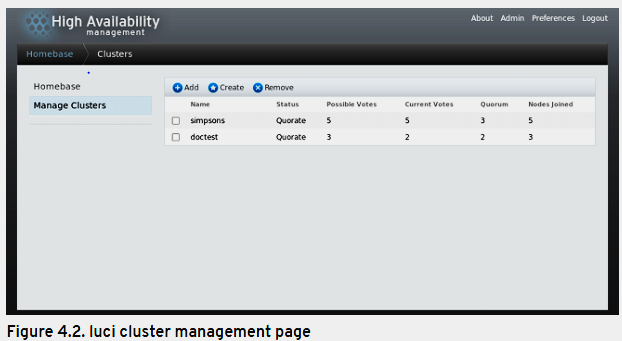 High Availability
management
About Admin Preferences Logout
Homebase Clusters
Homebase
Manage Clusters
Add Create Remove
Name Status Possible Votes Current Votes Quorum Nodes Joined
simpsons Quorate 5 5 3 5
doctest Quorate 3 2 2 3
Figure 4.2. luci cluster management page